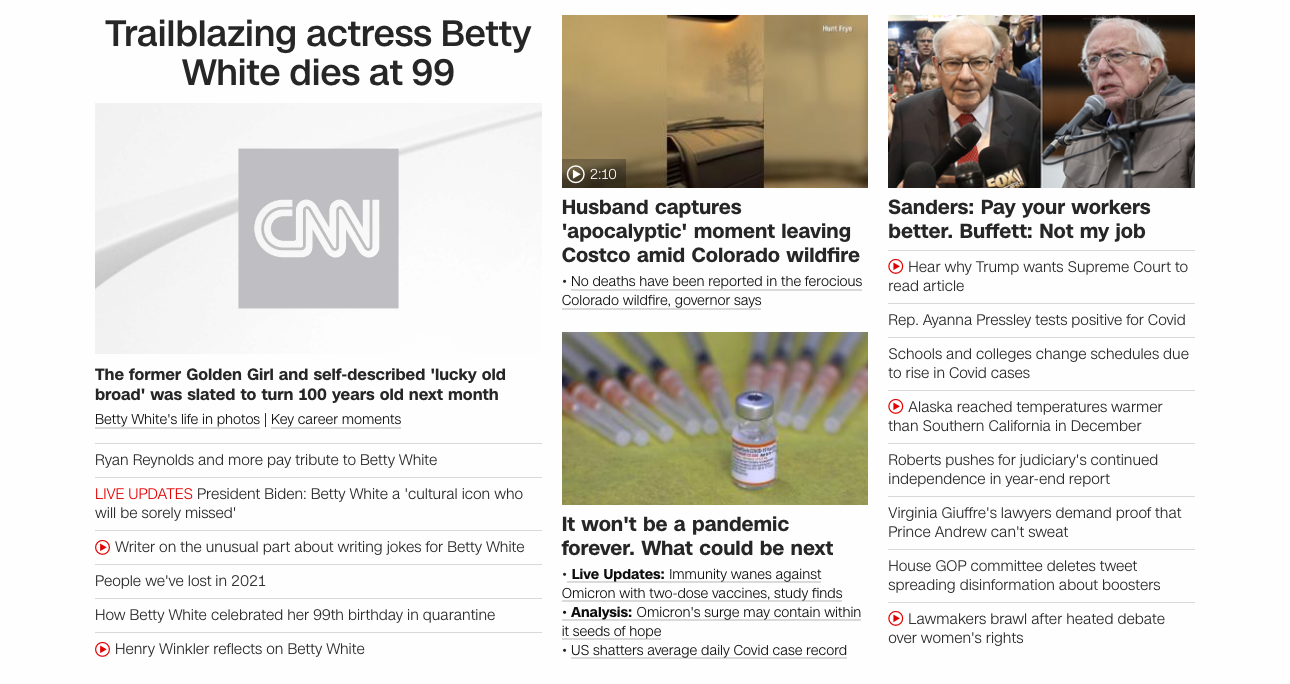 Trailblazing actress Betty
White dies at 99
CNN
The former Golden Girl and self-described 'lucky old
broad' was slated to turn 100 years old next month
Betty White's life in photos | Key career moments
Ryan Reynolds and more pay tribute to Betty White
LIVE UPDATES President Biden: Betty White a 'cultural icon who
will be sorely missed'
Writer on the unusual part about writing jokes for Betty White
People we've lost in 2021
How Betty White celebrated her 99th birthday in quarantine
Henry Winkler reflects on Betty White
Hunt Frye
2:10
Husband captures
'apocalyptic' moment leaving
Costco amid Colorado wildfire
• No deaths have been reported in the ferocious
Colorado wildfire, governor says
It won't be a pandemic
forever. What could be next
• Live Updates: Immunity wanes against
Omicron with two-dose vaccines, study finds
• Analysis: Omicron's surge may contain within
it seeds of hope
• US shatters average daily Covid case record
FOX
Sanders: Pay your workers
better. Buffett: Not my job
Hear why Trump wants Supreme Court to
read article
Rep. Ayanna Pressley tests positive for Covid
Schools and colleges change schedules due
to rise in Covid cases
Alaska reached temperatures warmer
than Southern California in December
Roberts pushes for judiciary's continued
independence in year-end report
Virginia Giuffre's lawyers demand proof that
Prince Andrew can't sweat
House GOP committee deletes tweet
spreading disinformation about boosters
Lawmakers brawl after heated debate
over women's rights